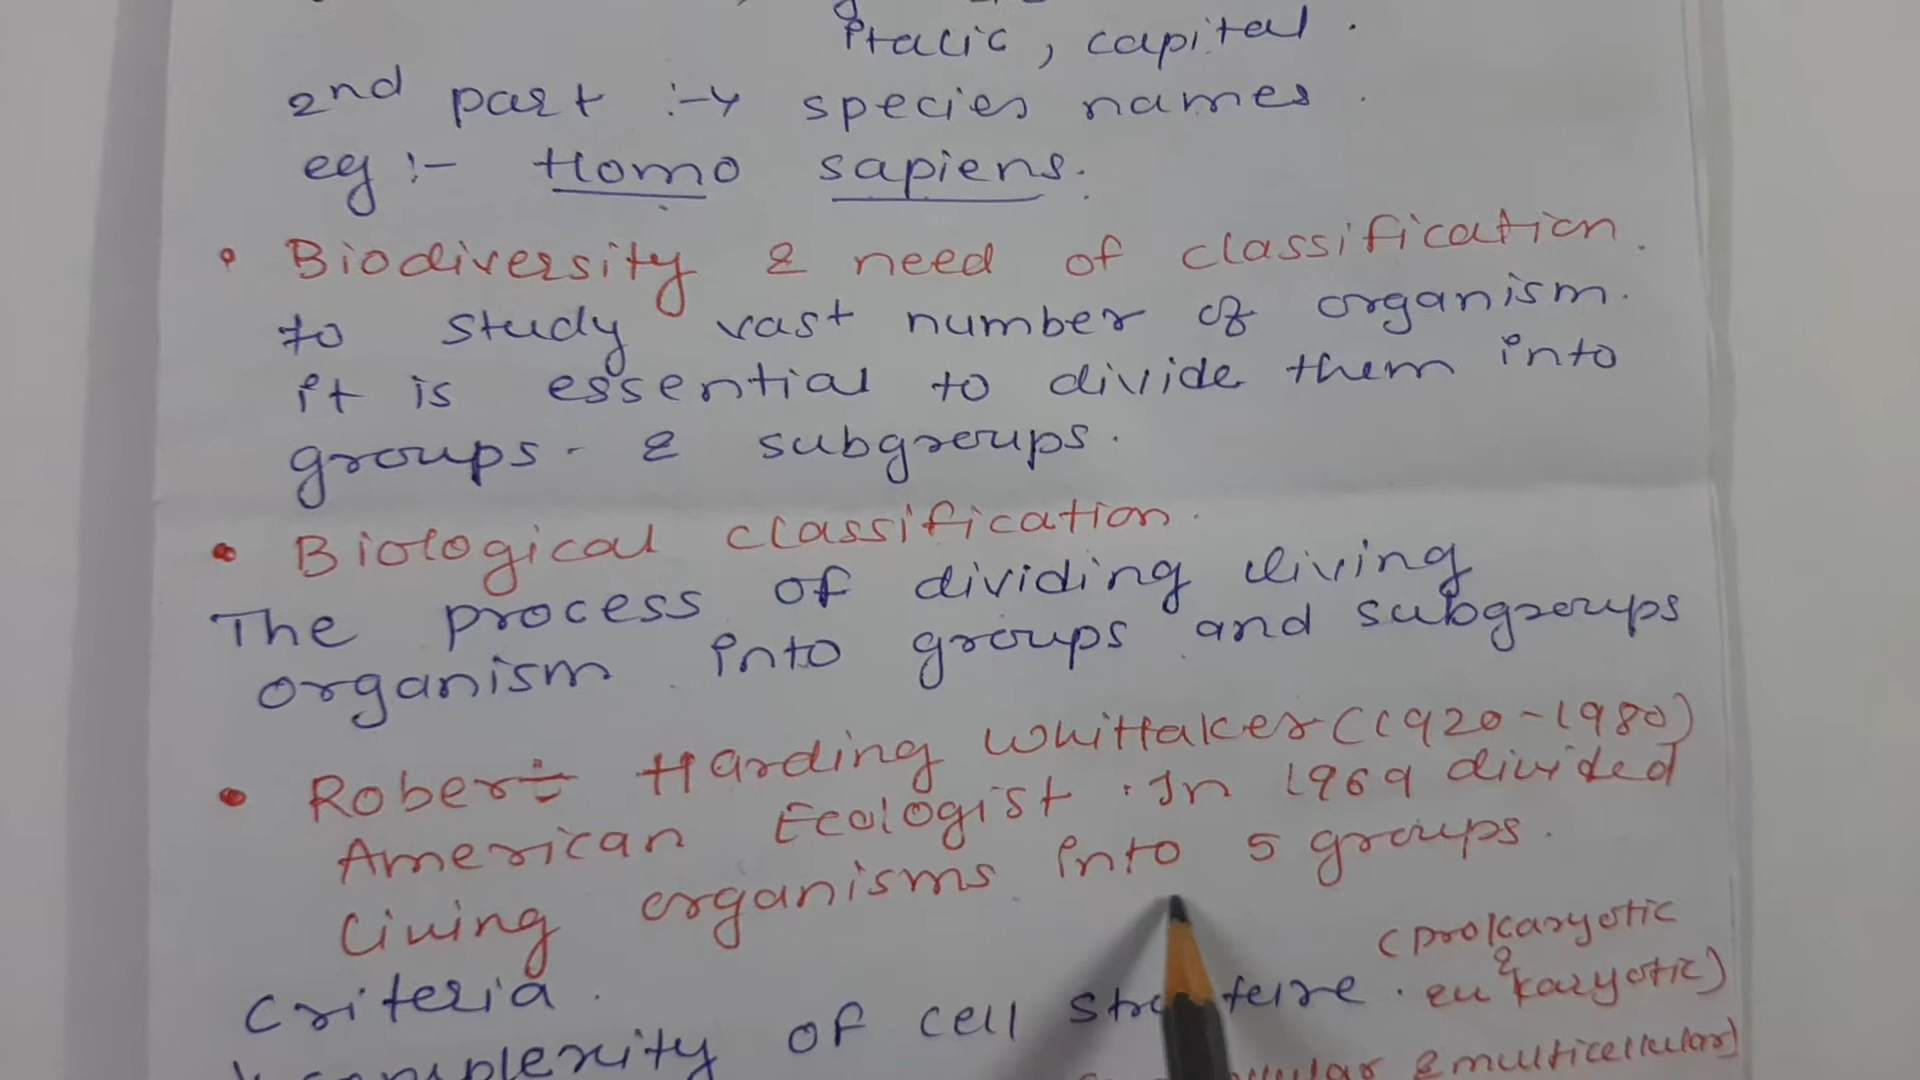 Italic, capital.
2nd part :→ species names.
eg :- Homo sapiens.
• Biodiversity & need of classification.
to study vast number of organism.
it is essential to divide them into
groups. & subgroups.
• Biological classification.
The process of dividing living
organism into groups and subgroups
• Robert Harding Whittaker (1920-1980)
American Ecologist. In 1969 divided
living organisms into 5 groups.
Criteria.
complexity of cell structure. (prokaryotic & eukaryotic)
& multicellular)